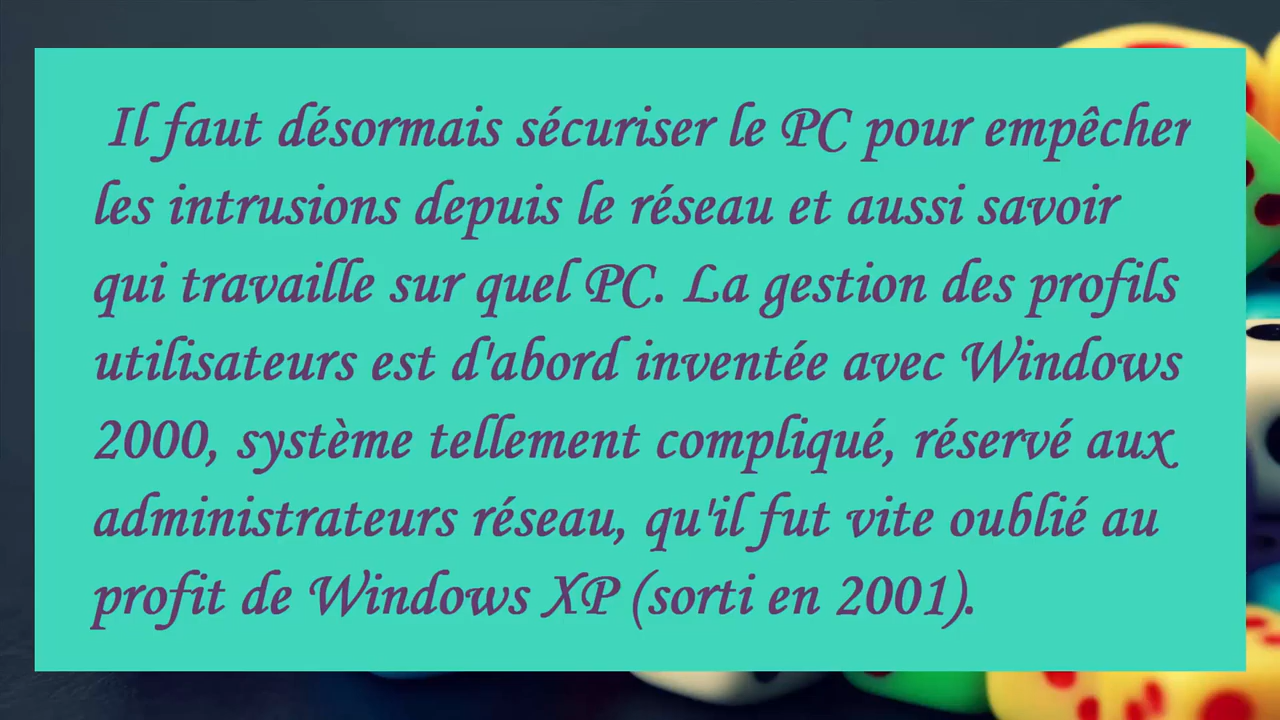 Il faut désormais sécuriser le PC pour empêcher
les intrusions depuis le réseau et aussi savoir
qui travaille sur quel PC. La gestion des profils
utilisateurs est d'abord inventée avec Windows
2000, système tellement compliqué, réservé aux
administrateurs réseau, qu'il fut vite oublié au
profit de Windows XP (sorti en 2001).